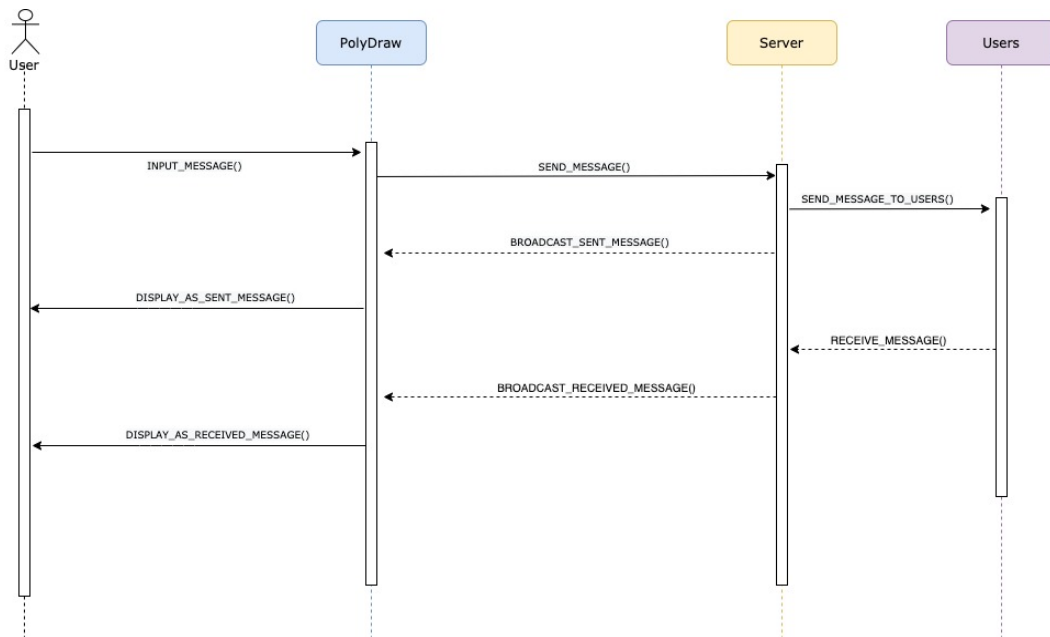 User
PolyDraw
Server
Users
INPUT_MESSAGE()
SEND_MESSAGE()
SEND_MESSAGE_TO_USERS()
BROADCAST_SENT_MESSAGE()
DISPLAY_AS_SENT_MESSAGE()
RECEIVE_MESSAGE()
BROADCAST_RECEIVED_MESSAGE()
DISPLAY_AS_RECEIVED_MESSAGE()